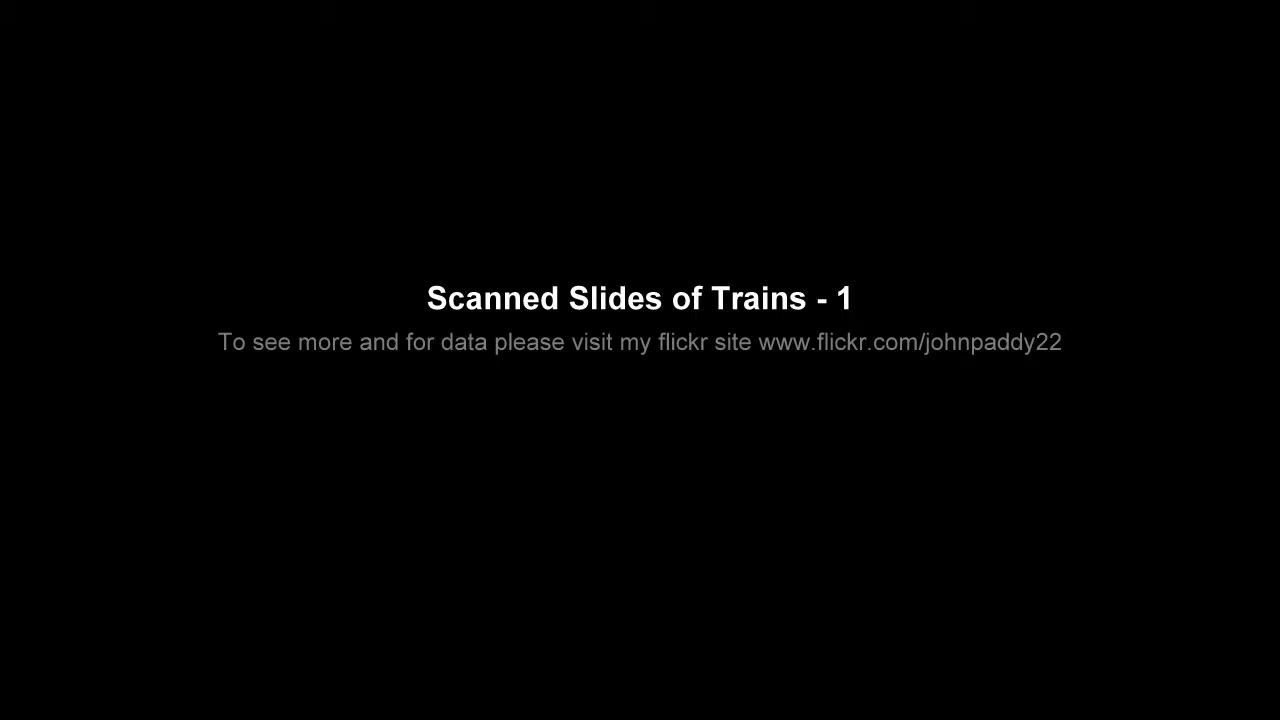 Scanned Slides of Trains - 1
To see more and for data please visit my flickr site www.flickr.com/johnpaddy22